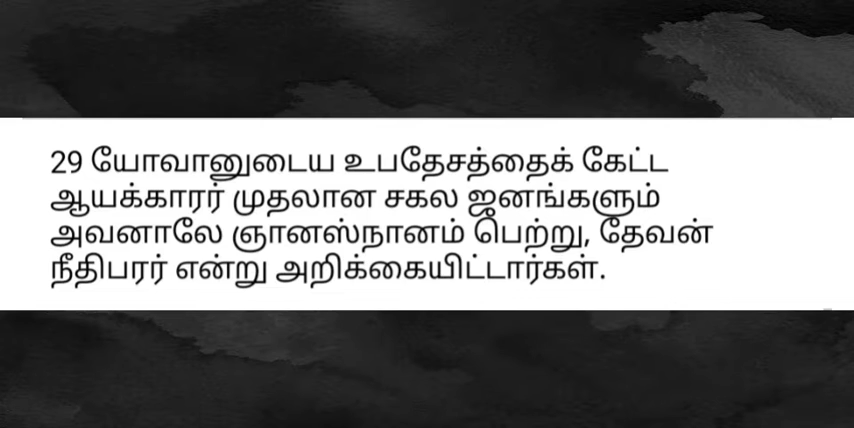 29 யோவானுடைய உபதேசத்தைக் கேட்ட
ஆயக்காரர் முதலான சகல ஜனங்களும்
அவனாலே ஞானஸ்நானம் பெற்று, தேவன்
நீதிபரர் என்று அறிக்கையிட்டார்கள்.